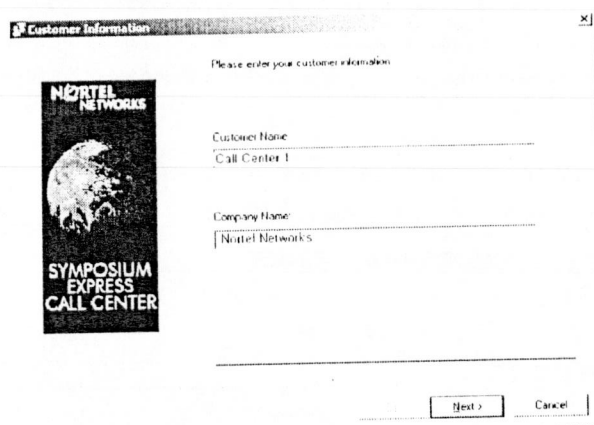 Customer Information
Please enter your customer information
NORTEL
NETWORKS
Customer Name
Call Center 1
Company Name:
Nortel Networks
SYMPOSIUM
EXPRESS
CALL CENTER
Next >
Cancel